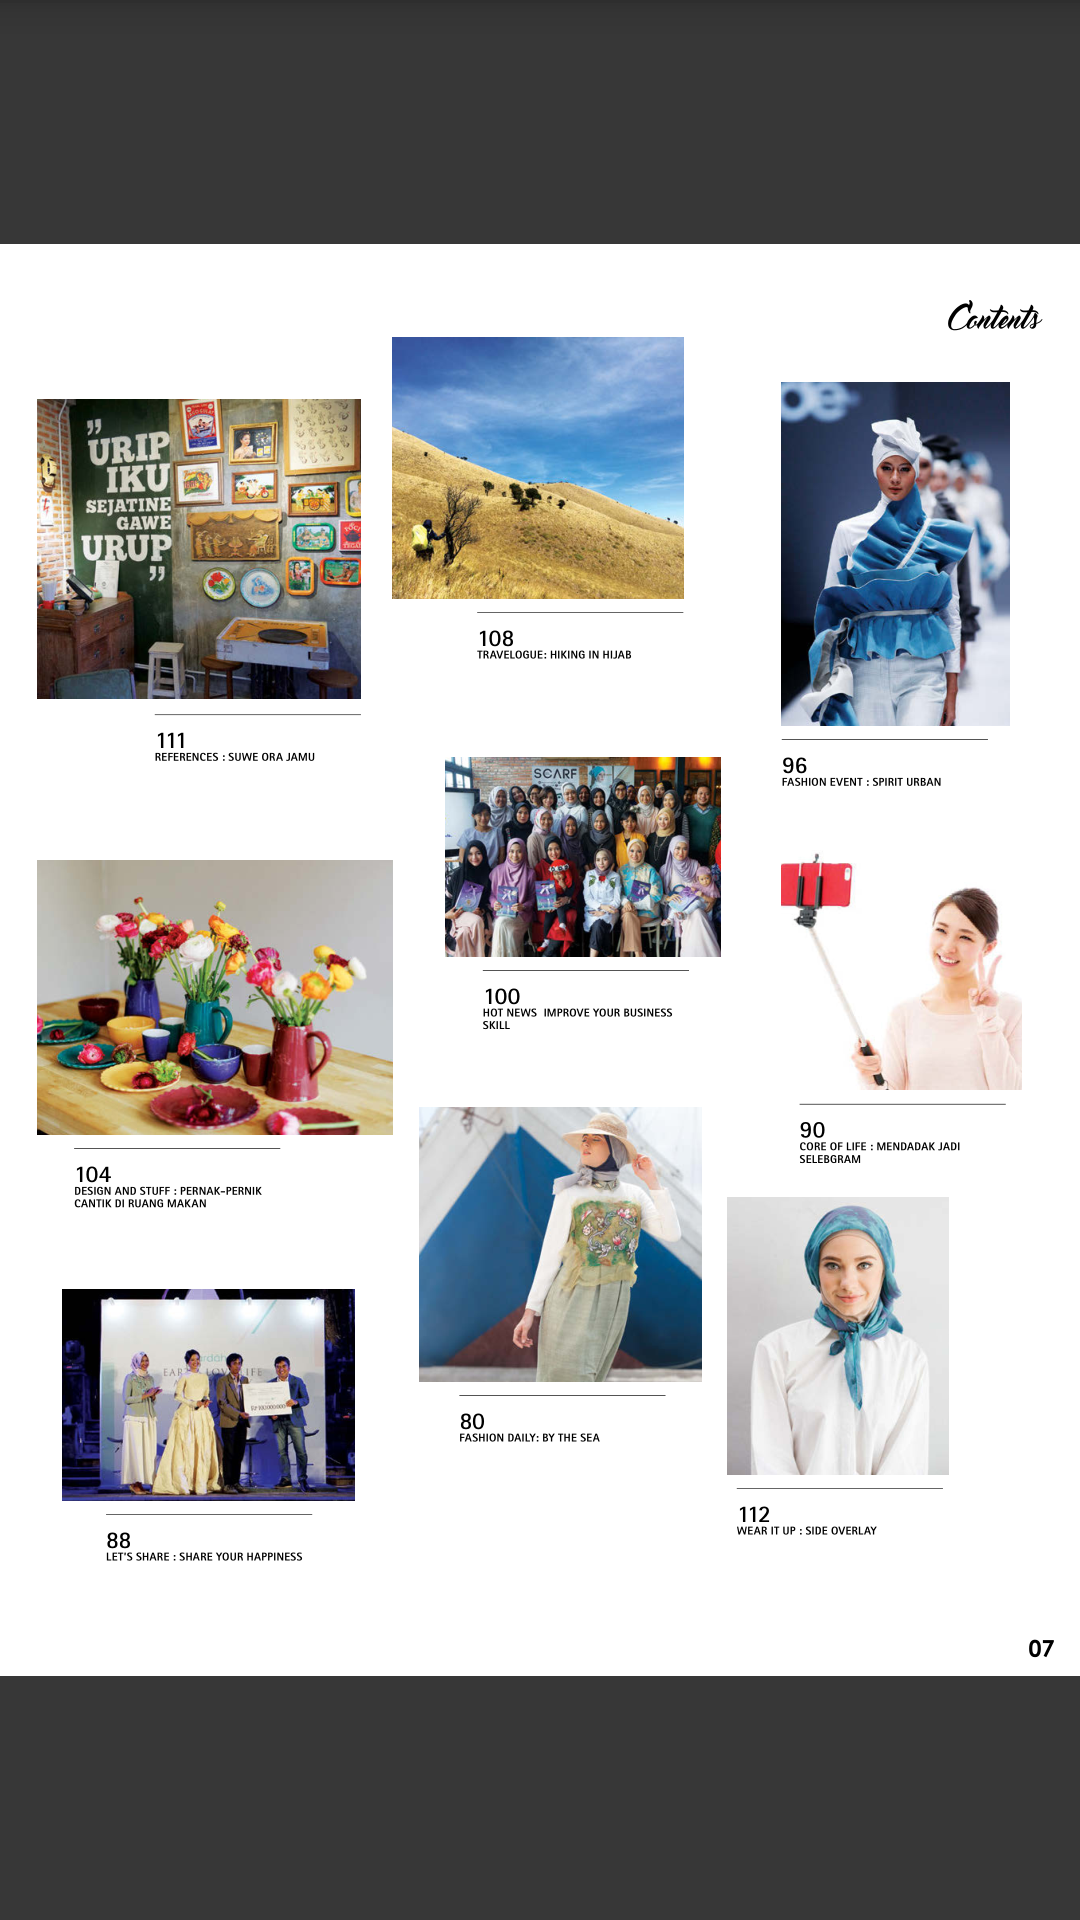 Contents
"URIP
IKU
SEJATINE
GAWE
URUP
"
111
REFERENCES : SUWE ORA JAMU
108
TRAVELOGUE: HIKING IN HIJAB
96
FASHION EVENT : SPIRIT URBAN
SCARF
100
HOT NEWS  IMPROVE YOUR BUSINESS
SKILL
104
DESIGN AND STUFF : PERNAK-PERNIK
CANTIK DI RUANG MAKAN
90
CORE OF LIFE : MENDADAK JADI
SELEBGRAM
80
FASHION DAILY: BY THE SEA
88
LET'S SHARE : SHARE YOUR HAPPINESS
112
WEAR IT UP : SIDE OVERLAY
07